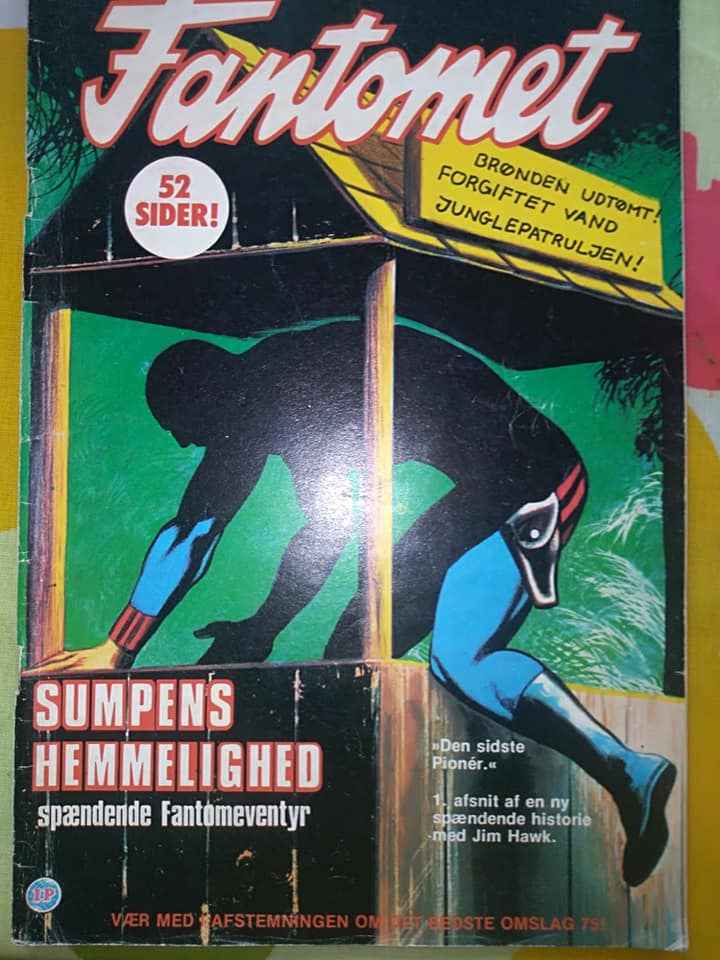 Fantomet
52
SIDER!
BRØNDEN UDTØMT!
FORGIFTET VAND
JUNGLEPATRULJEN!
SUMPENS
HEMMELIGHED
spændende Fantomeventyr
»Den sidste
Pionér.«
1. afsnit af en ny
spændende historie
med Jim Hawk.
I·P
VÆR MED I AFSTEMNINGEN OM DET BEDSTE OMSLAG 75!